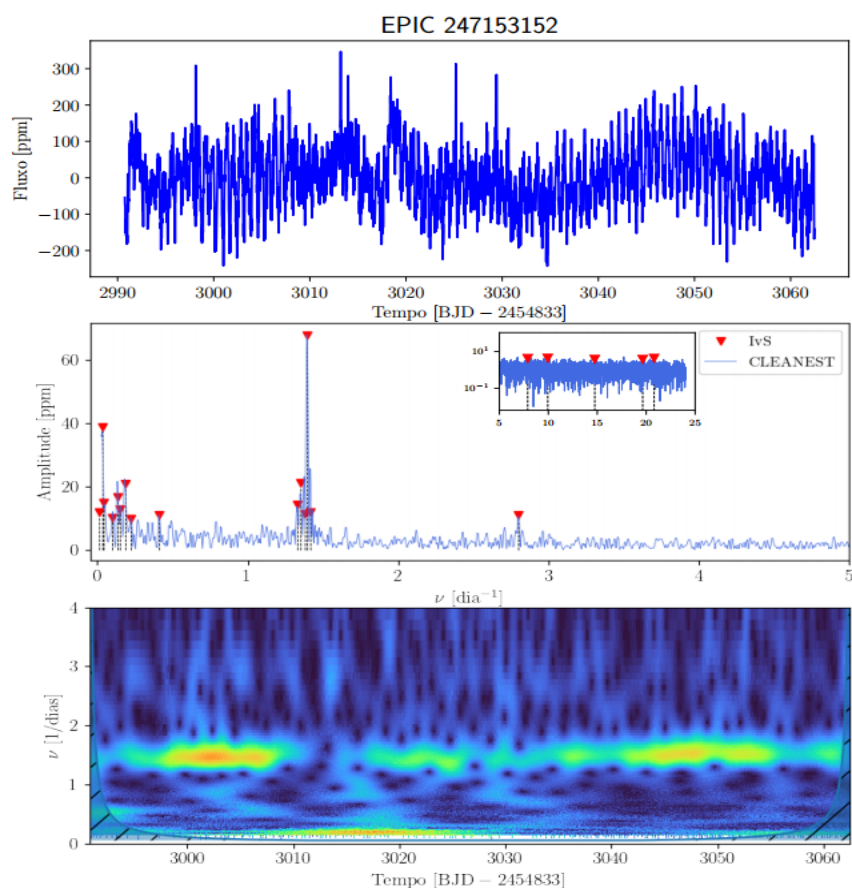 EPIC 247153152
300
200
100
0
−100
−200
Fluxo [ppm]
2990 3000 3010 3020 3030 3040 3050 3060
Tempo [BJD − 2454833]
60
40
20
0
Amplitude [ppm]
10¹
10⁻¹
5 10 15 20 25
IvS
CLEANEST
0 1 2 3 4 5
ν [dia⁻¹]
4
3
2
1
0
ν [1/dias]
3000 3010 3020 3030 3040 3050 3060
Tempo [BJD − 2454833]